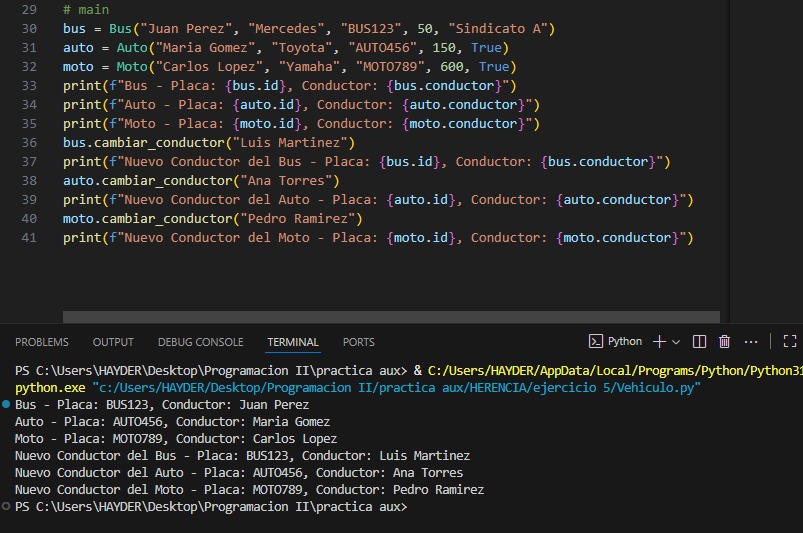 29 # main
30 bus = Bus("Juan Perez", "Mercedes", "BUS123", 50, "Sindicato A")
31 auto = Auto("Maria Gomez", "Toyota", "AUTO456", 150, True)
32 moto = Moto("Carlos Lopez", "Yamaha", "MOTO789", 600, True)
33 print(f"Bus - Placa: {bus.id}, Conductor: {bus.conductor}")
34 print(f"Auto - Placa: {auto.id}, Conductor: {auto.conductor}")
35 print(f"Moto - Placa: {moto.id}, Conductor: {moto.conductor}")
36 bus.cambiar_conductor("Luis Martinez")
37 print(f"Nuevo Conductor del Bus - Placa: {bus.id}, Conductor: {bus.conductor}")
38 auto.cambiar_conductor("Ana Torres")
39 print(f"Nuevo Conductor del Auto - Placa: {auto.id}, Conductor: {auto.conductor}")
40 moto.cambiar_conductor("Pedro Ramirez")
41 print(f"Nuevo Conductor del Moto - Placa: {moto.id}, Conductor: {moto.conductor}")
PROBLEMS OUTPUT DEBUG CONSOLE TERMINAL PORTS Python
PS C:\Users\HAYDER\Desktop\Programacion II\practica aux> & C:/Users/HAYDER/AppData/Local/Programs/Python/Python31
python.exe "c:/Users/HAYDER/Desktop/Programacion II/practica aux/HERENCIA/ejercicio 5/Vehiculo.py"
Bus - Placa: BUS123, Conductor: Juan Perez
Auto - Placa: AUTO456, Conductor: Maria Gomez
Moto - Placa: MOTO789, Conductor: Carlos Lopez
Nuevo Conductor del Bus - Placa: BUS123, Conductor: Luis Martinez
Nuevo Conductor del Auto - Placa: AUTO456, Conductor: Ana Torres
Nuevo Conductor del Moto - Placa: MOTO789, Conductor: Pedro Ramirez
PS C:\Users\HAYDER\Desktop\Programacion II\practica aux>